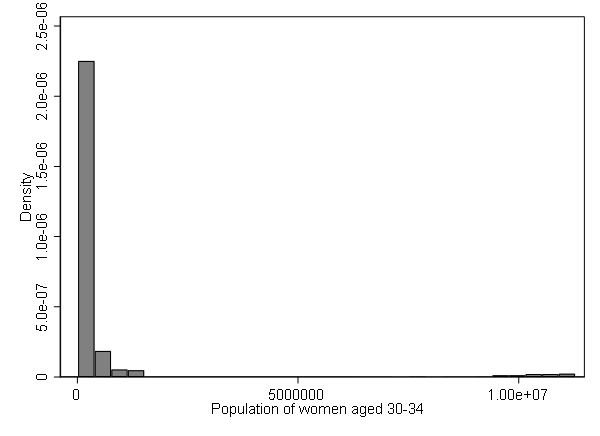 2.5e-06
2.0e-06
1.5e-06
1.0e-06
5.0e-07
0
Density
0 5000000 1.00e+07
Population of women aged 30-34